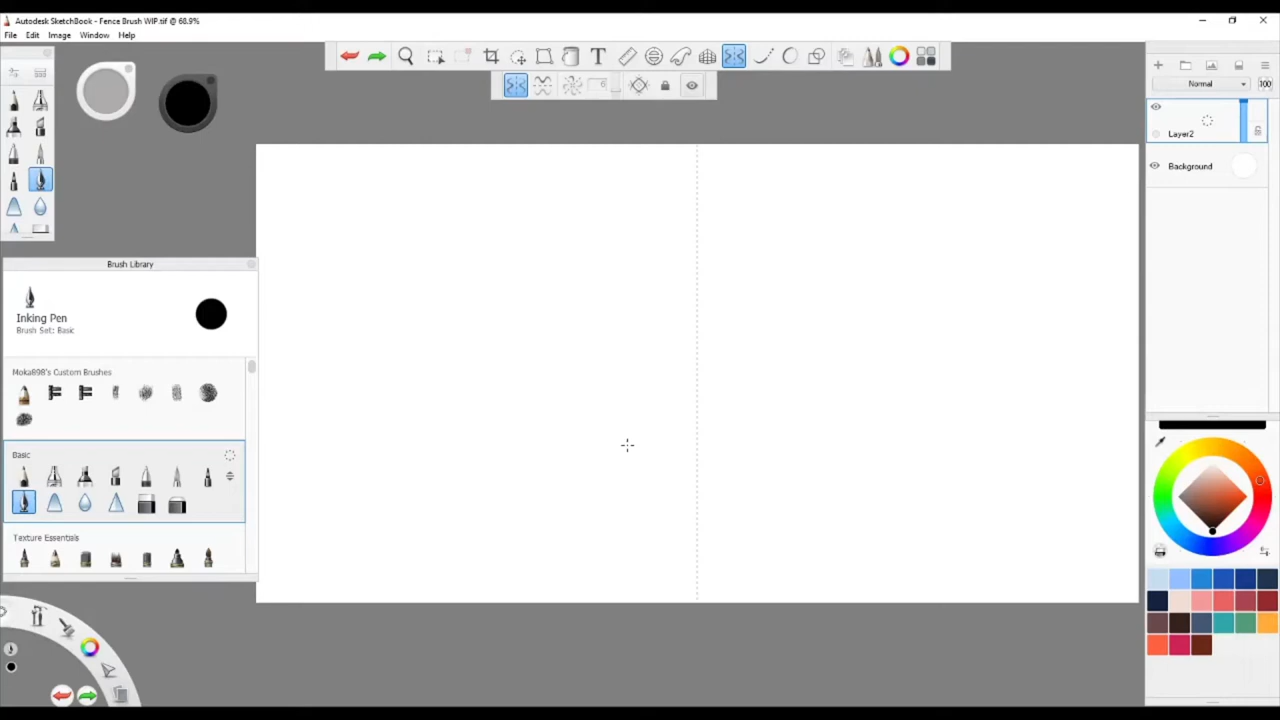 Autodesk SketchBook - Fence Brush WIP.tif @ 68.9%
File Edit Image Window Help
T
Normal 100
Layer2
Background
Brush Library
Inking Pen
Brush Set: Basic
Moka898's Custom Brushes
Basic
Texture Essentials